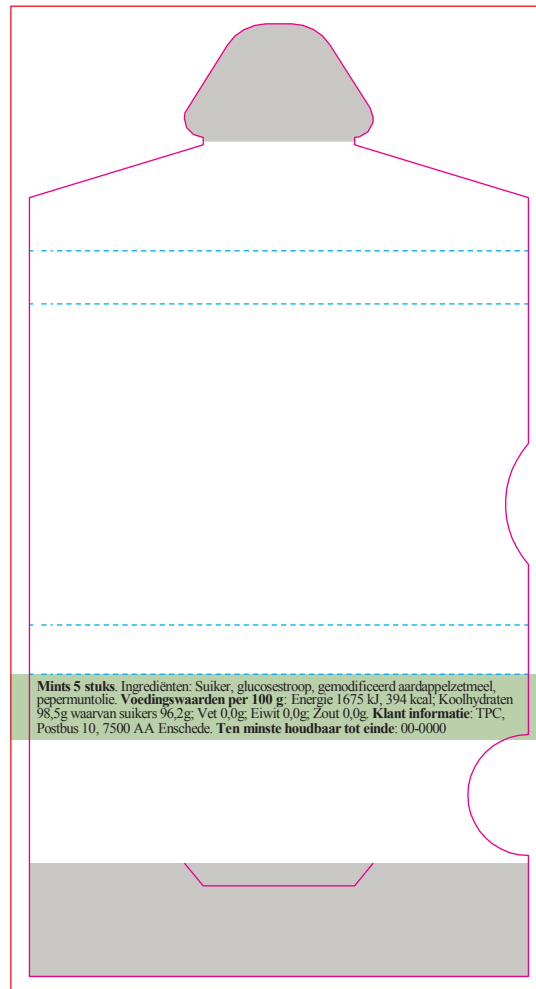 Mints 5 stuks. Ingrediënten: Suiker, glucosestroop, gemodificeerd aardappelzetmeel,
pepermuntolie. Voedingswaarden per 100 g: Energie 1675 kJ, 394 kcal; Koolhydraten
98,5g waarvan suikers 96,2g; Vet 0,0g; Eiwit 0,0g; Zout 0,0g. Klant informatie: TPC,
Postbus 10, 7500 AA Enschede. Ten minste houdbaar tot einde: 00-0000